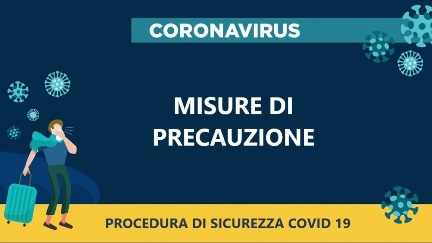 CORONAVIRUS
MISURE DI
PRECAUZIONE
PROCEDURA DI SICUREZZA COVID 19